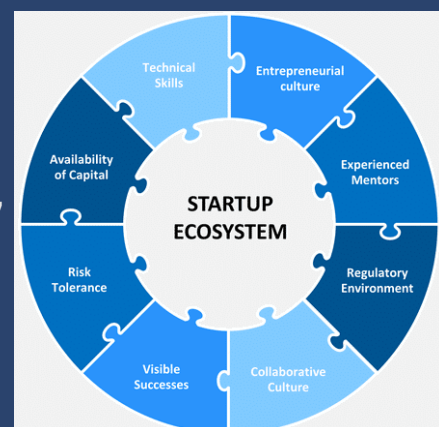 Technical
Skills
Entrepreneurial
culture
Experienced
Mentors
Regulatory
Environment
Collaborative
Culture
Visible
Successes
Risk
Tolerance
Availability
of Capital
STARTUP
ECOSYSTEM